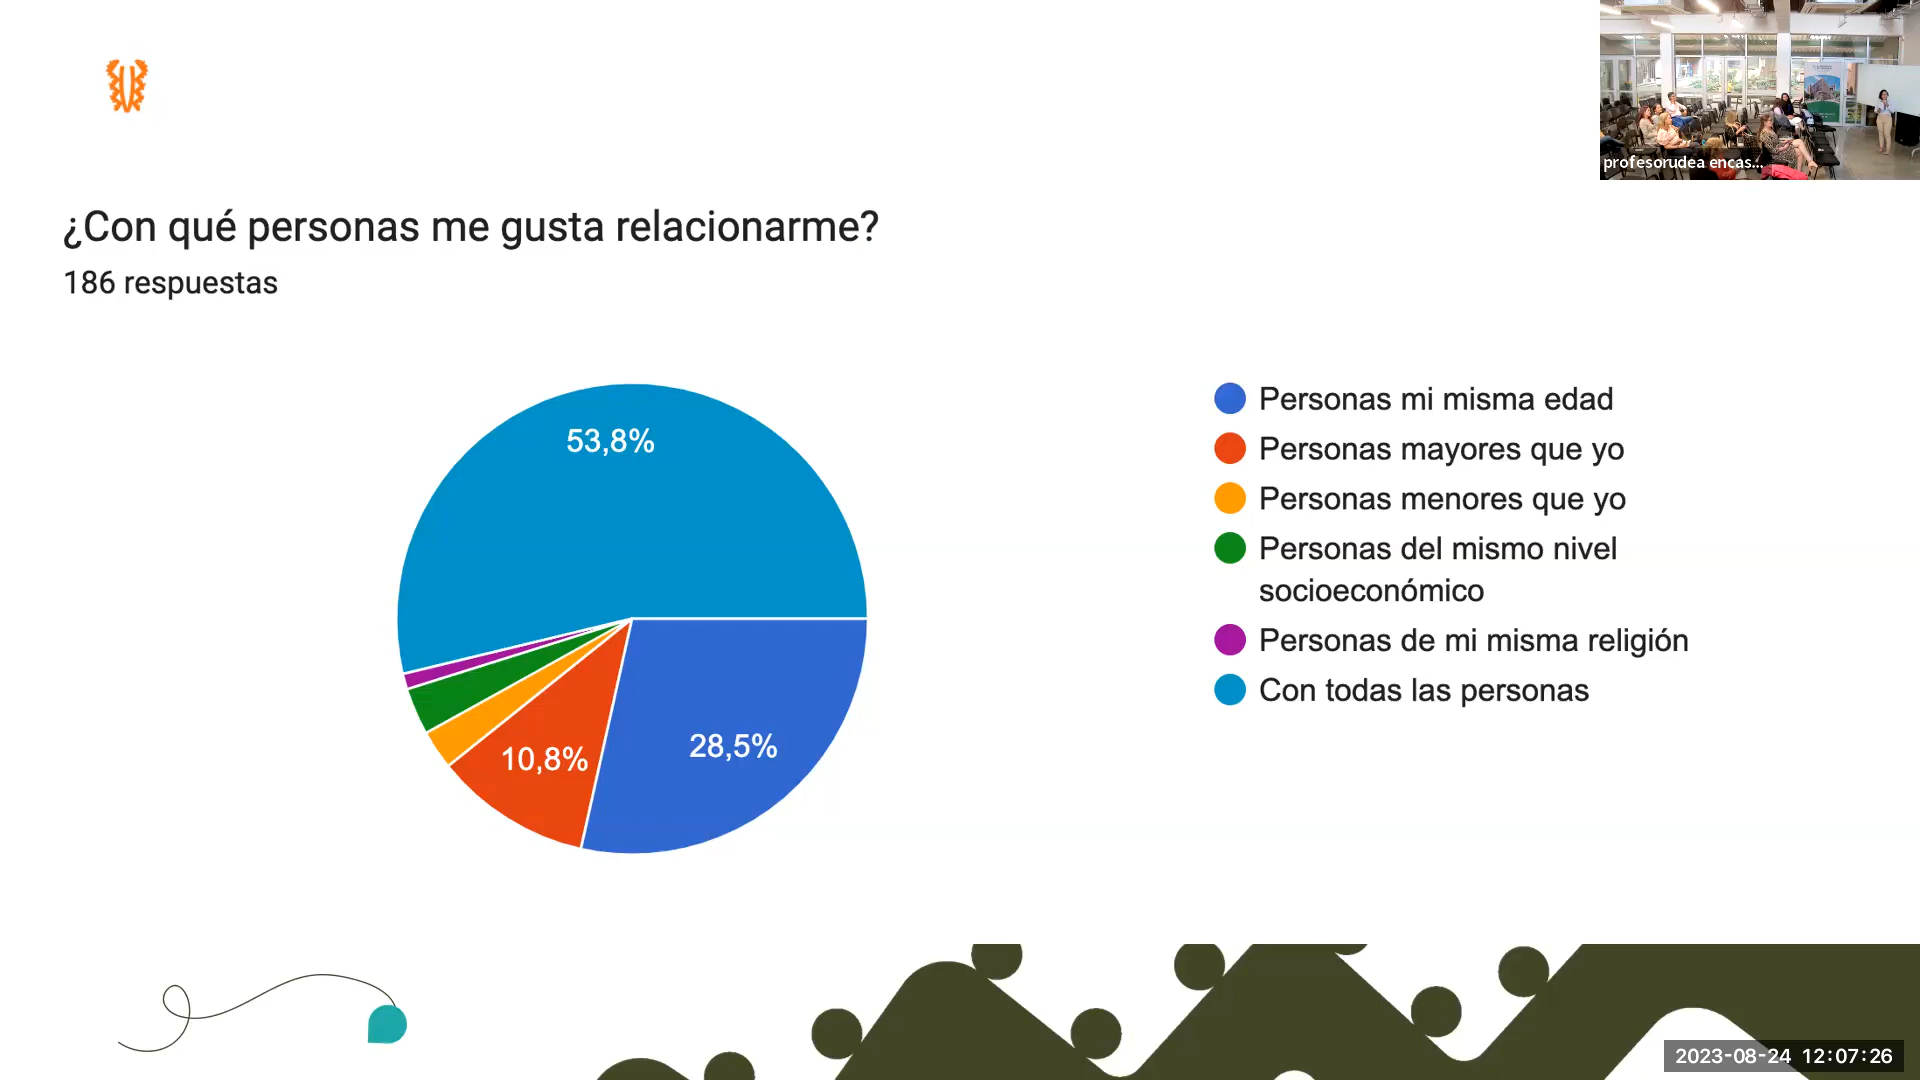 profesorudea encas...
¿Con qué personas me gusta relacionarme?
186 respuestas
53,8%
28,5%
10,8%
Personas mi misma edad
Personas mayores que yo
Personas menores que yo
Personas del mismo nivel
socioeconómico
Personas de mi misma religión
Con todas las personas
2023-08-24 12:07:26